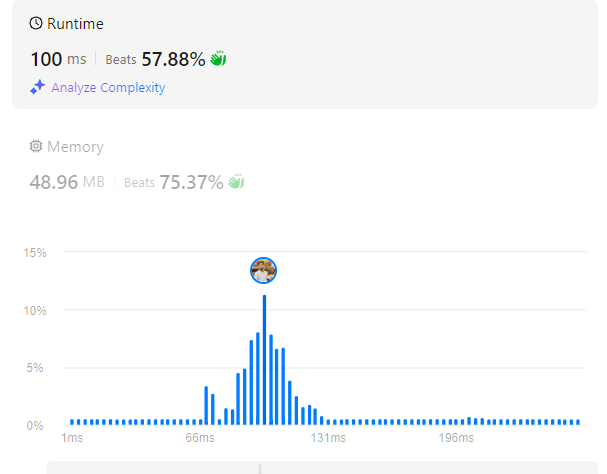 Runtime
100 ms | Beats 57.88%
Analyze Complexity
Memory
48.96 MB | Beats 75.37%
15%
10%
5%
0%
1ms 66ms 131ms 196ms